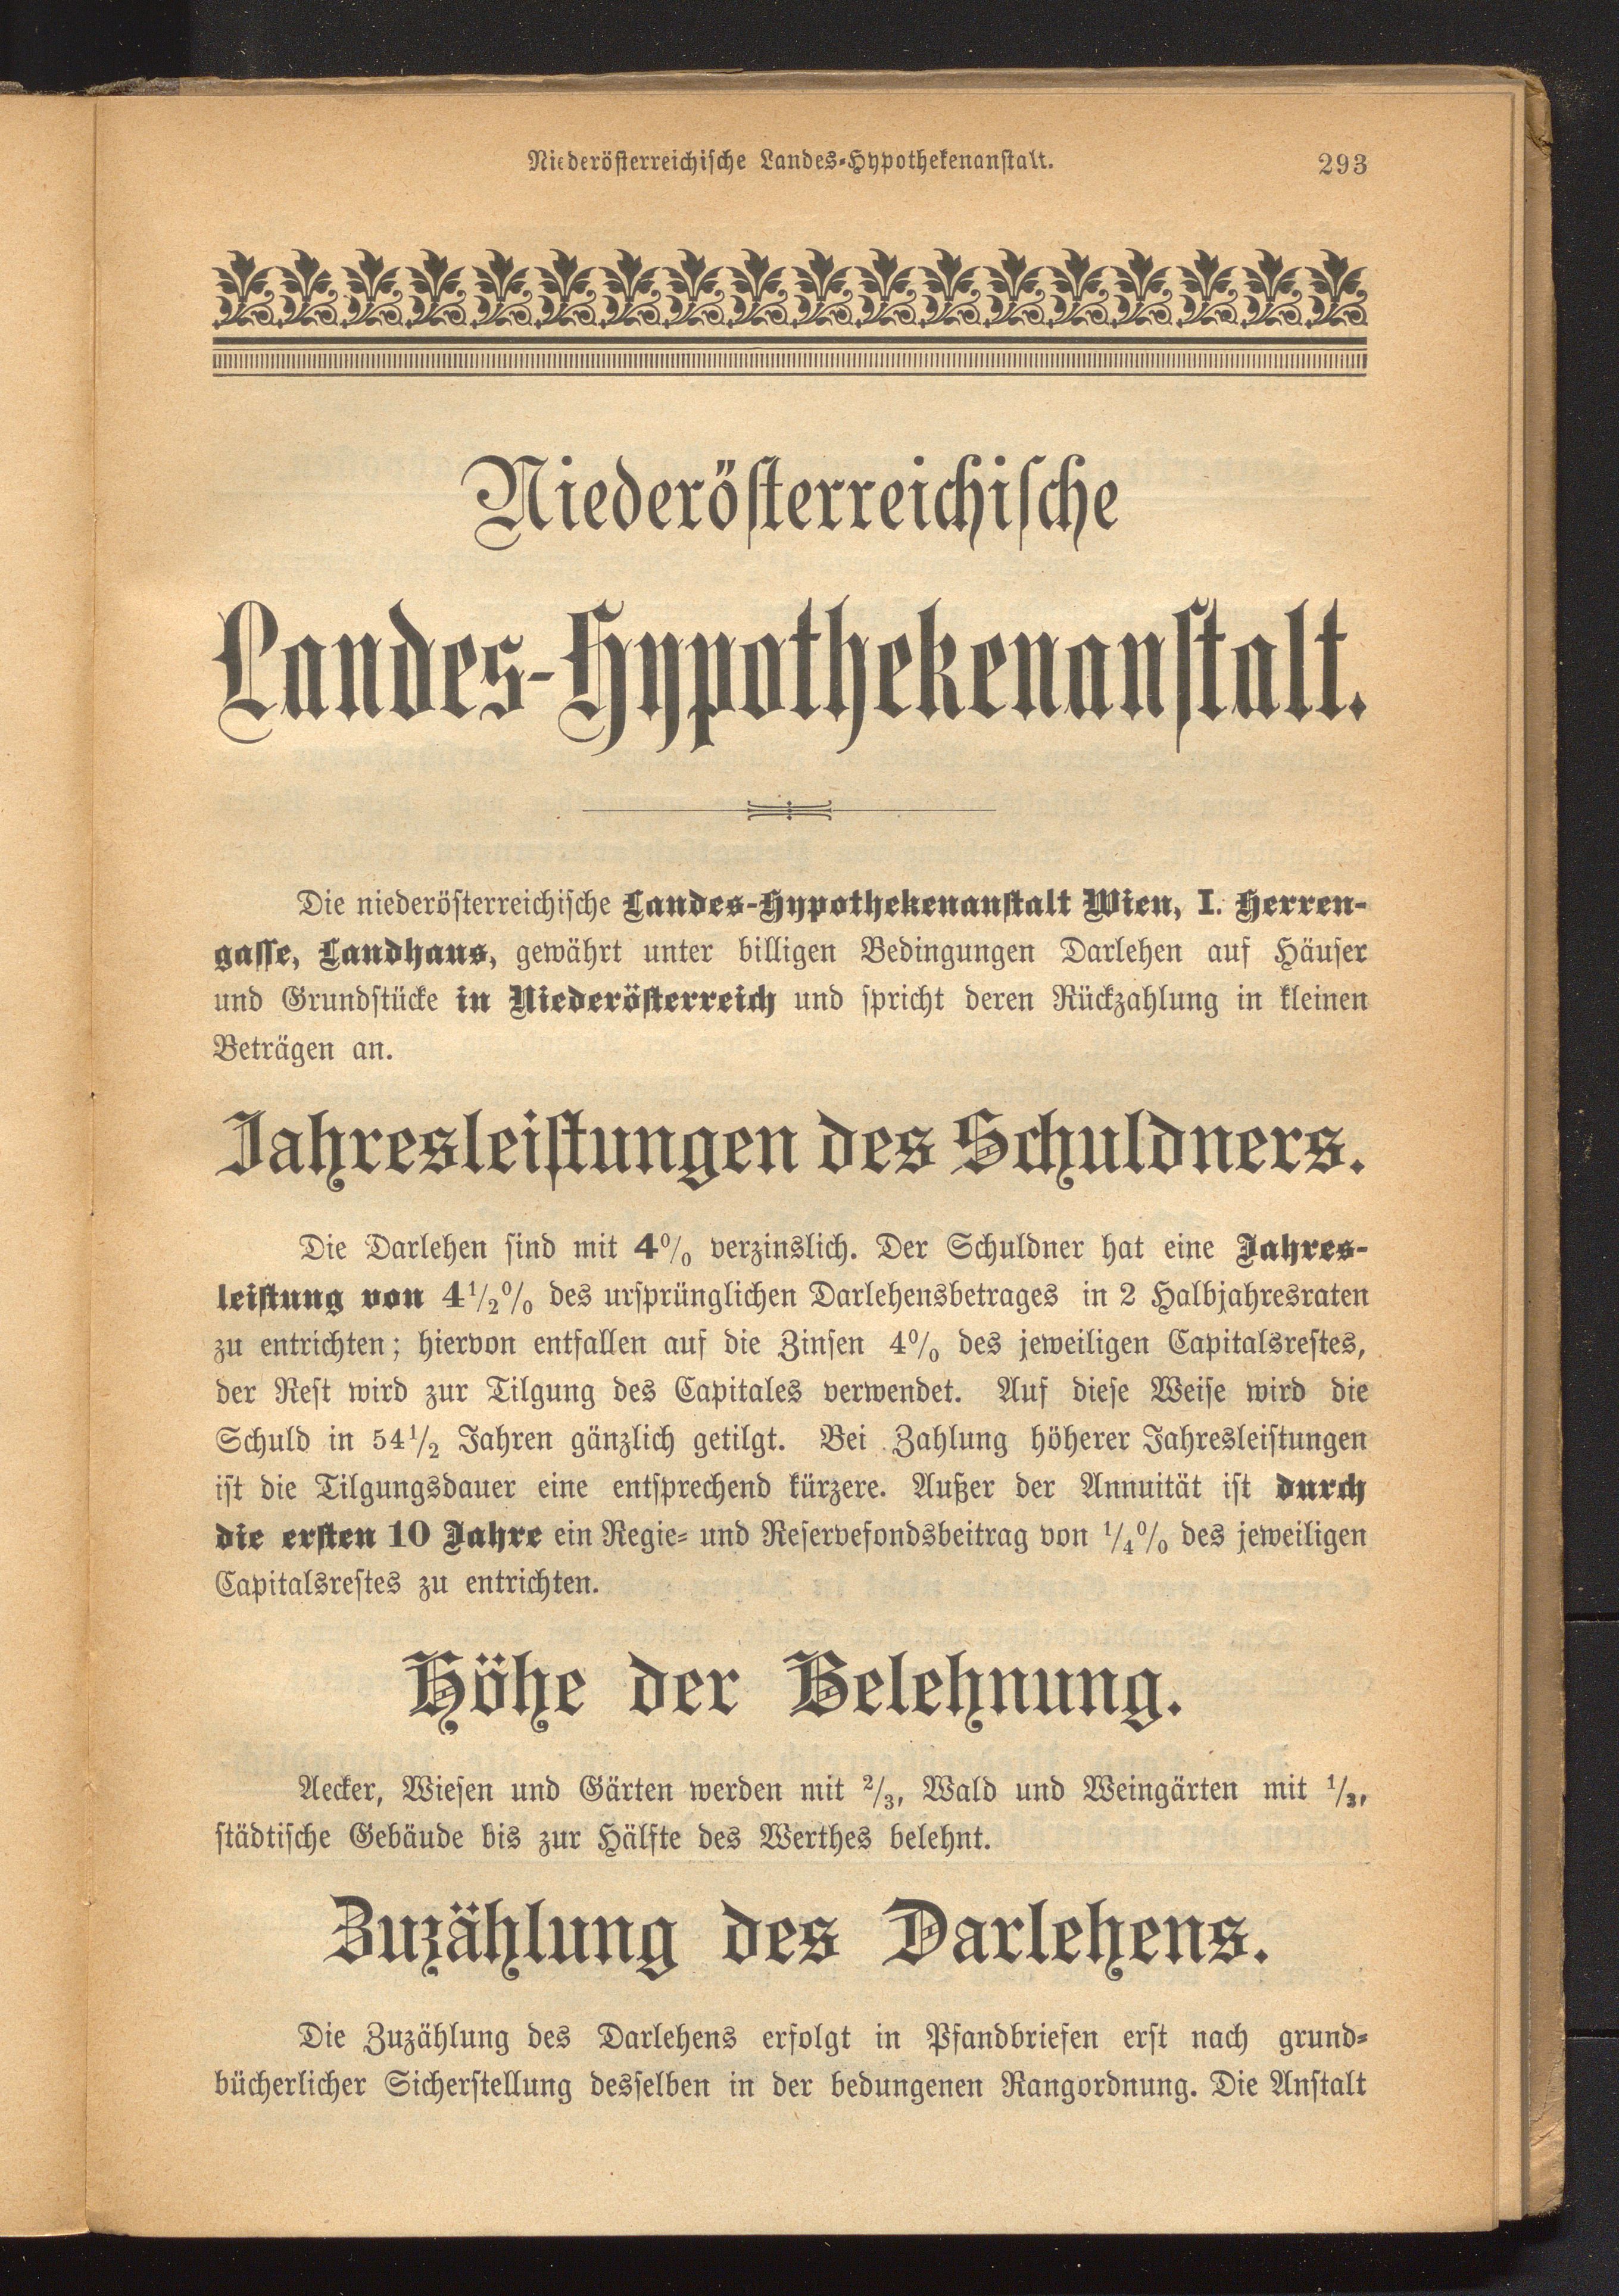 Niederösterreichische Landes-Hypothekenanstalt. 293
Niederösterreichische
Landes-Hypothekenanstalt.
Die niederösterreichische Landes-Hypothekenanstalt Wien, I. Herren-
gasse, Landhaus, gewährt unter billigen Bedingungen Darlehen auf Häuser
und Grundstücke in Niederösterreich und spricht deren Rückzahlung in kleinen
Beträgen an.
Jahresleistungen des Schuldners.
Die Darlehen sind mit 4% verzinslich. Der Schuldner hat eine Jahres-
leistung von 4 1/2% des ursprünglichen Darlehensbetrages in 2 Halbjahresraten
zu entrichten; hiervon entfallen auf die Zinsen 4% des jeweiligen Capitalsrestes,
der Rest wird zur Tilgung des Capitales verwendet. Auf diese Weise wird die
Schuld in 54 1/2 Jahren gänzlich getilgt. Bei Zahlung höherer Jahresleistungen
ist die Tilgungsdauer eine entsprechend kürzere. Außer der Annuität ist durch
die ersten 10 Jahre ein Regie- und Reservefondsbeitrag von 1/4% des jeweiligen
Capitalsrestes zu entrichten.
Höhe der Belehnung.
Aecker, Wiesen und Gärten werden mit 2/3, Wald und Weingärten mit 1/3,
städtische Gebäude bis zur Hälfte des Werthes belehnt.
Zuzählung des Darlehens.
Die Zuzählung des Darlehens erfolgt in Pfandbriefen erst nach grund-
bücherlicher Sicherstellung desselben in der bedungenen Rangordnung. Die Anstalt